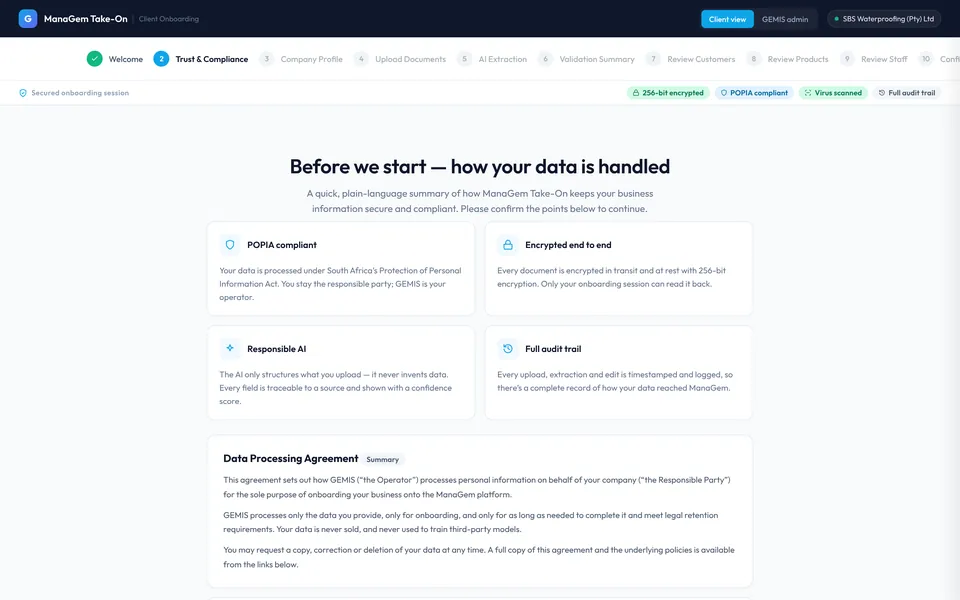 G ManaGem Take-On | Client Onboarding
Client view GEMIS admin SBS Waterproofing (Pty) Ltd
Welcome 2 Trust & Compliance 3 Company Profile 4 Upload Documents 5 AI Extraction 6 Validation Summary 7 Review Customers 8 Review Products 9 Review Staff 10 Conf
Secured onboarding session
256-bit encrypted POPIA compliant Virus scanned Full audit trail
Before we start — how your data is handled
A quick, plain-language summary of how ManaGem Take-On keeps your business
information secure and compliant. Please confirm the points below to continue.
POPIA compliant
Your data is processed under South Africa's Protection of Personal
Information Act. You stay the responsible party; GEMIS is your
operator.
Encrypted end to end
Every document is encrypted in transit and at rest with 256-bit
encryption. Only your onboarding session can read it back.
Responsible AI
The AI only structures what you upload — it never invents data.
Every field is traceable to a source and shown with a confidence
score.
Full audit trail
Every upload, extraction and edit is timestamped and logged, so
there's a complete record of how your data reached ManaGem.
Data Processing Agreement Summary
This agreement sets out how GEMIS (“the Operator”) processes personal information on behalf of your company (“the Responsible Party”)
for the sole purpose of onboarding your business onto the ManaGem platform.
GEMIS processes only the data you provide, only for onboarding, and only for as long as needed to complete it and meet legal retention
requirements. Your data is never sold, and never used to train third-party models.
You may request a copy, correction or deletion of your data at any time. A full copy of this agreement and the underlying policies is available
from the links below.